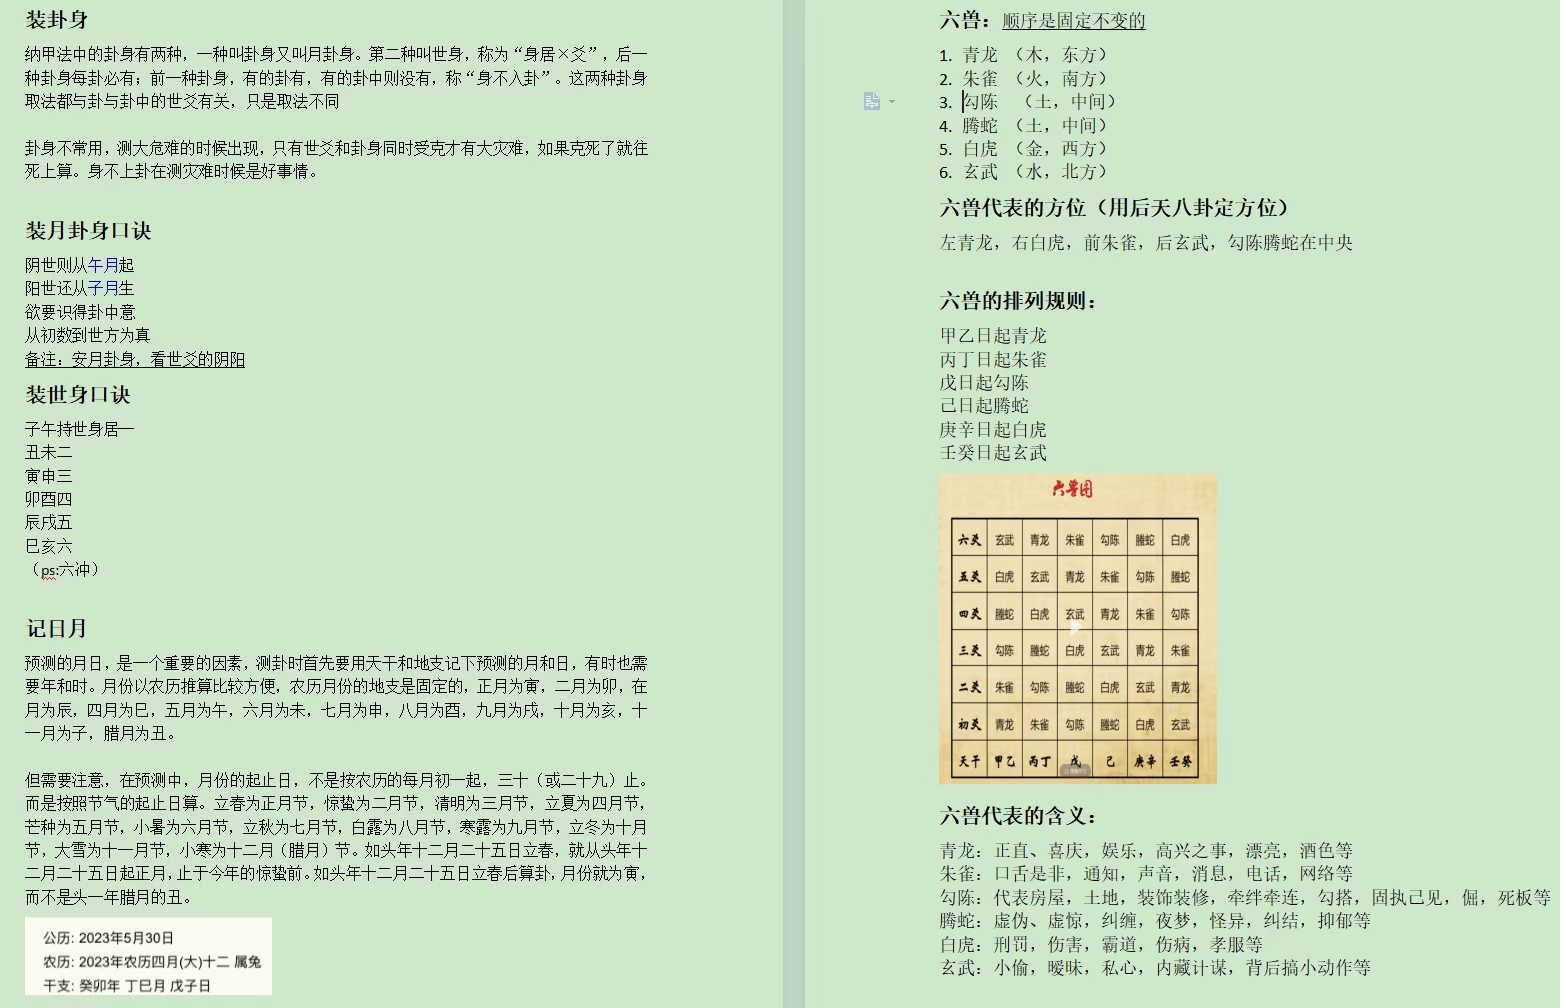 装卦身
纳甲法中的卦身有两种，一种叫卦身又叫月卦身。第二种叫世身，称为“身居×爻”，后一
种卦身每卦必有；前一种卦身，有的卦有，有的卦中则没有，称“身不入卦”。这两种卦身
取法都与卦与卦中的世爻有关，只是取法不同
卦身不常用，测大危难的时候出现，只有世爻和卦身同时受克才有大灾难，如果克死了就往
死上算。身不上卦在测灾难时候是好事情。
装月卦身口诀
阴世则从午月起
阳世还从子月生
欲要识得卦中意
从初数到世方为真
备注：安月卦身，看世爻的阴阳
装世身口诀
子午持世身居一
丑未二
寅申三
卯酉四
辰戌五
巳亥六
（ps:六冲）
记日月
预测的月日，是一个重要的因素，测卦时首先要用天干和地支记下预测的月和日，有时也需
要年和时。月份以农历推算比较方便，农历月份的地支是固定的，正月为寅，二月为卯，在
月为辰，四月为巳，五月为午，六月为未，七月为申，八月为酉，九月为戌，十月为亥，十
一月为子，腊月为丑。
但需要注意，在预测中，月份的起止日，不是按农历的每月初一起，三十（或二十九）止。
而是按照节气的起止日算。立春为正月节，惊蛰为二月节，清明为三月节，立夏为四月节，
芒种为五月节，小暑为六月节，立秋为七月节，白露为八月节，寒露为九月节，立冬为十月
节，大雪为十一月节，小寒为十二月（腊月）节。如头年十二月二十五日立春，就从头年十
二月二十五日起正月，止于今年的惊蛰前。如头年十二月二十五日立春后算卦，月份就为寅，
而不是头一年腊月的丑。
公历: 2023年5月30日
农历: 2023年农历四月(大)十二 属兔
干支: 癸卯年 丁巳月 戊子日
六兽：顺序是固定不变的
1. 青龙 （木，东方）
2. 朱雀 （火，南方）
3. 勾陈 （土，中间）
4. 腾蛇 （土，中间）
5. 白虎 （金，西方）
6. 玄武 （水，北方）
六兽代表的方位（用后天八卦定方位）
左青龙，右白虎，前朱雀，后玄武，勾陈腾蛇在中央
六兽的排列规则：
甲乙日起青龙
丙丁日起朱雀
戊日起勾陈
己日起腾蛇
庚辛日起白虎
壬癸日起玄武
六兽图
六爻 玄武 青龙 朱雀 勾陈 螣蛇 白虎
五爻 白虎 玄武 青龙 朱雀 勾陈 螣蛇
四爻 螣蛇 白虎 玄武 青龙 朱雀 勾陈
三爻 勾陈 螣蛇 白虎 玄武 青龙 朱雀
二爻 朱雀 勾陈 螣蛇 白虎 玄武 青龙
初爻 青龙 朱雀 勾陈 螣蛇 白虎 玄武
天干 甲乙 丙丁 戊 己 庚辛 壬癸
六兽代表的含义：
青龙：正直、喜庆，娱乐，高兴之事，漂亮，酒色等
朱雀：口舌是非，通知，声音，消息，电话，网络等
勾陈：代表房屋，土地，装饰装修，牵绊牵连，勾搭，固执己见，倔，死板等
腾蛇：虚伪、虚惊，纠缠，夜梦，怪异，纠结，抑郁等
白虎：刑罚，伤害，霸道，伤病，孝服等
玄武：小偷，暧昧，私心，内藏计谋，背后搞小动作等